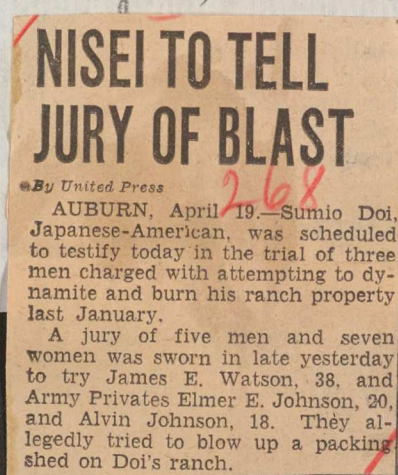 NISEI TO TELL
JURY OF BLAST
By United Press
268
AUBURN, April 19.—Sumio Doi,
Japanese-American, was scheduled
to testify today in the trial of three
men charged with attempting to dy-
namite and burn his ranch property
last January.
A jury of five men and seven
women was sworn in late yesterday
to try James E. Watson, 38, and
Army Privates Elmer E. Johnson, 20,
and Alvin Johnson, 18. They al-
legedly tried to blow up a packing
shed on Doi's ranch.